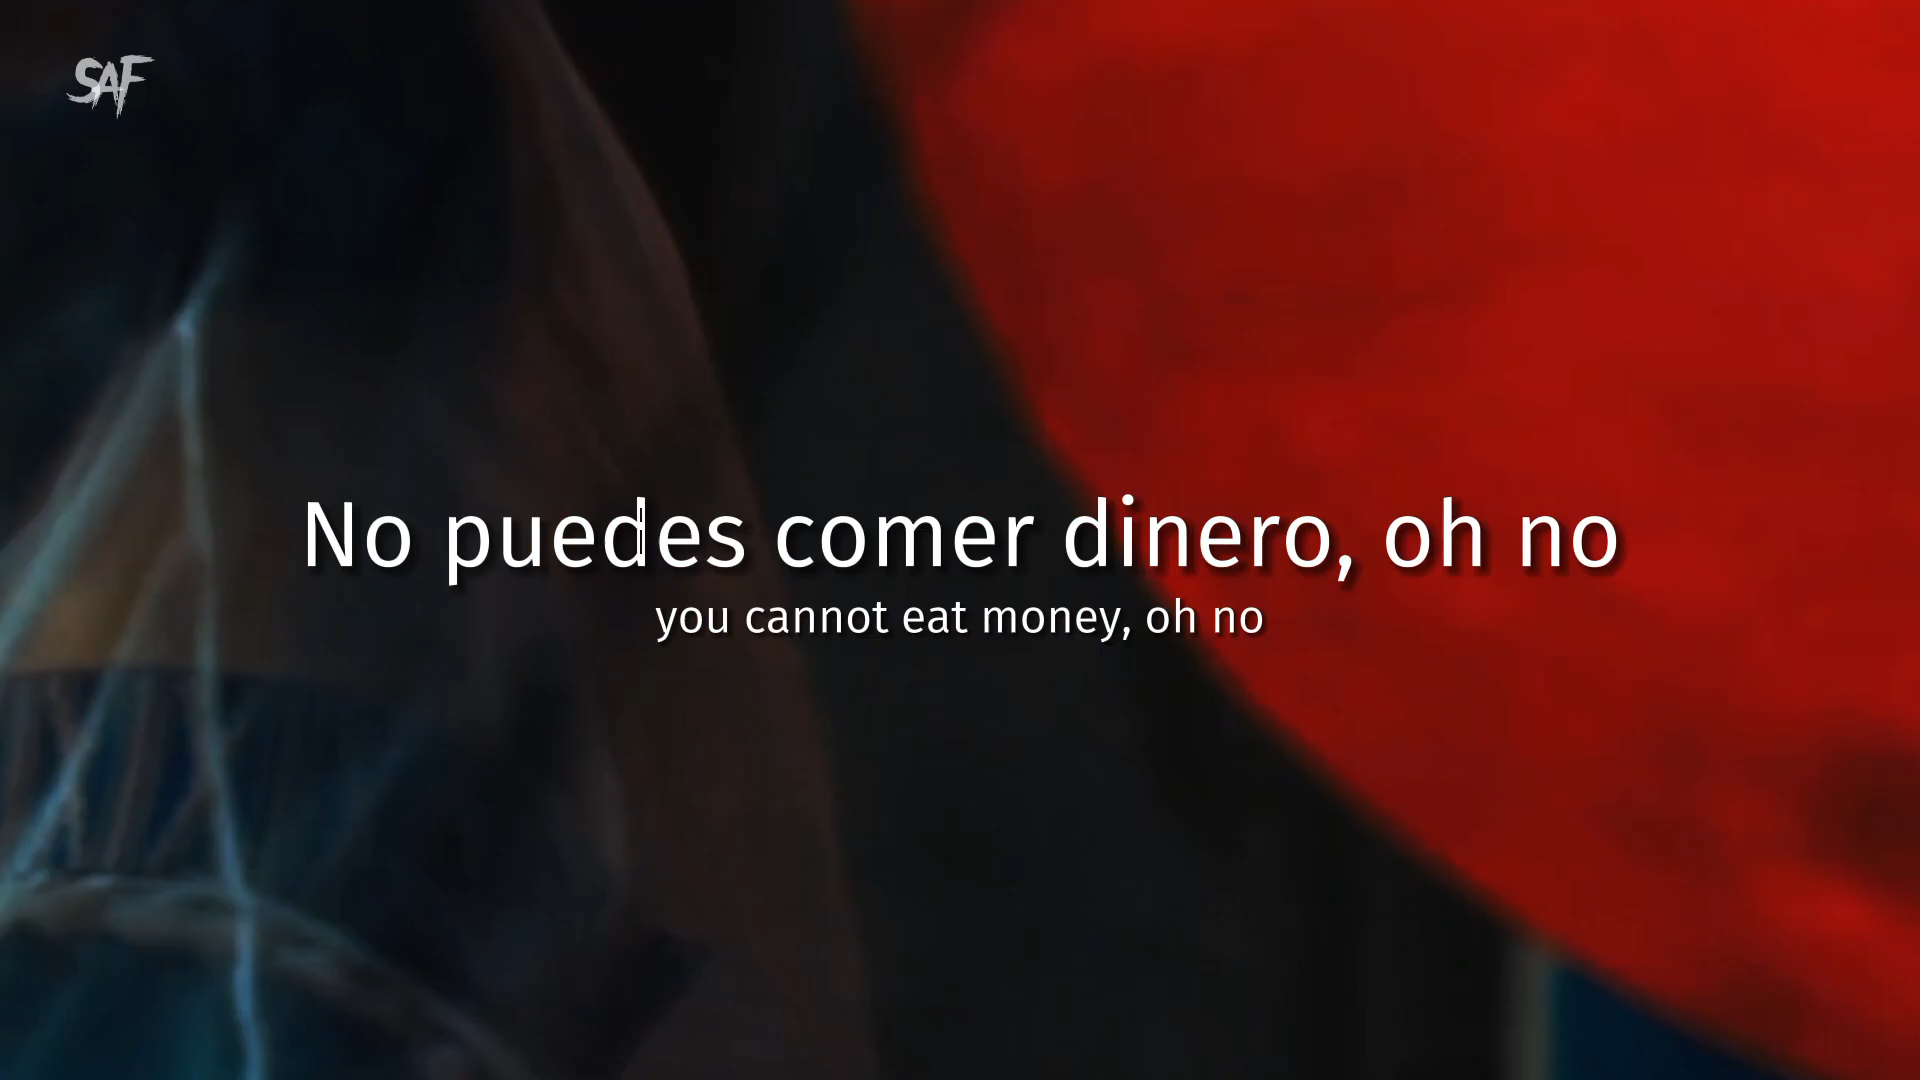 SAF
No puedes comer dinero, oh no
you cannot eat money, oh no